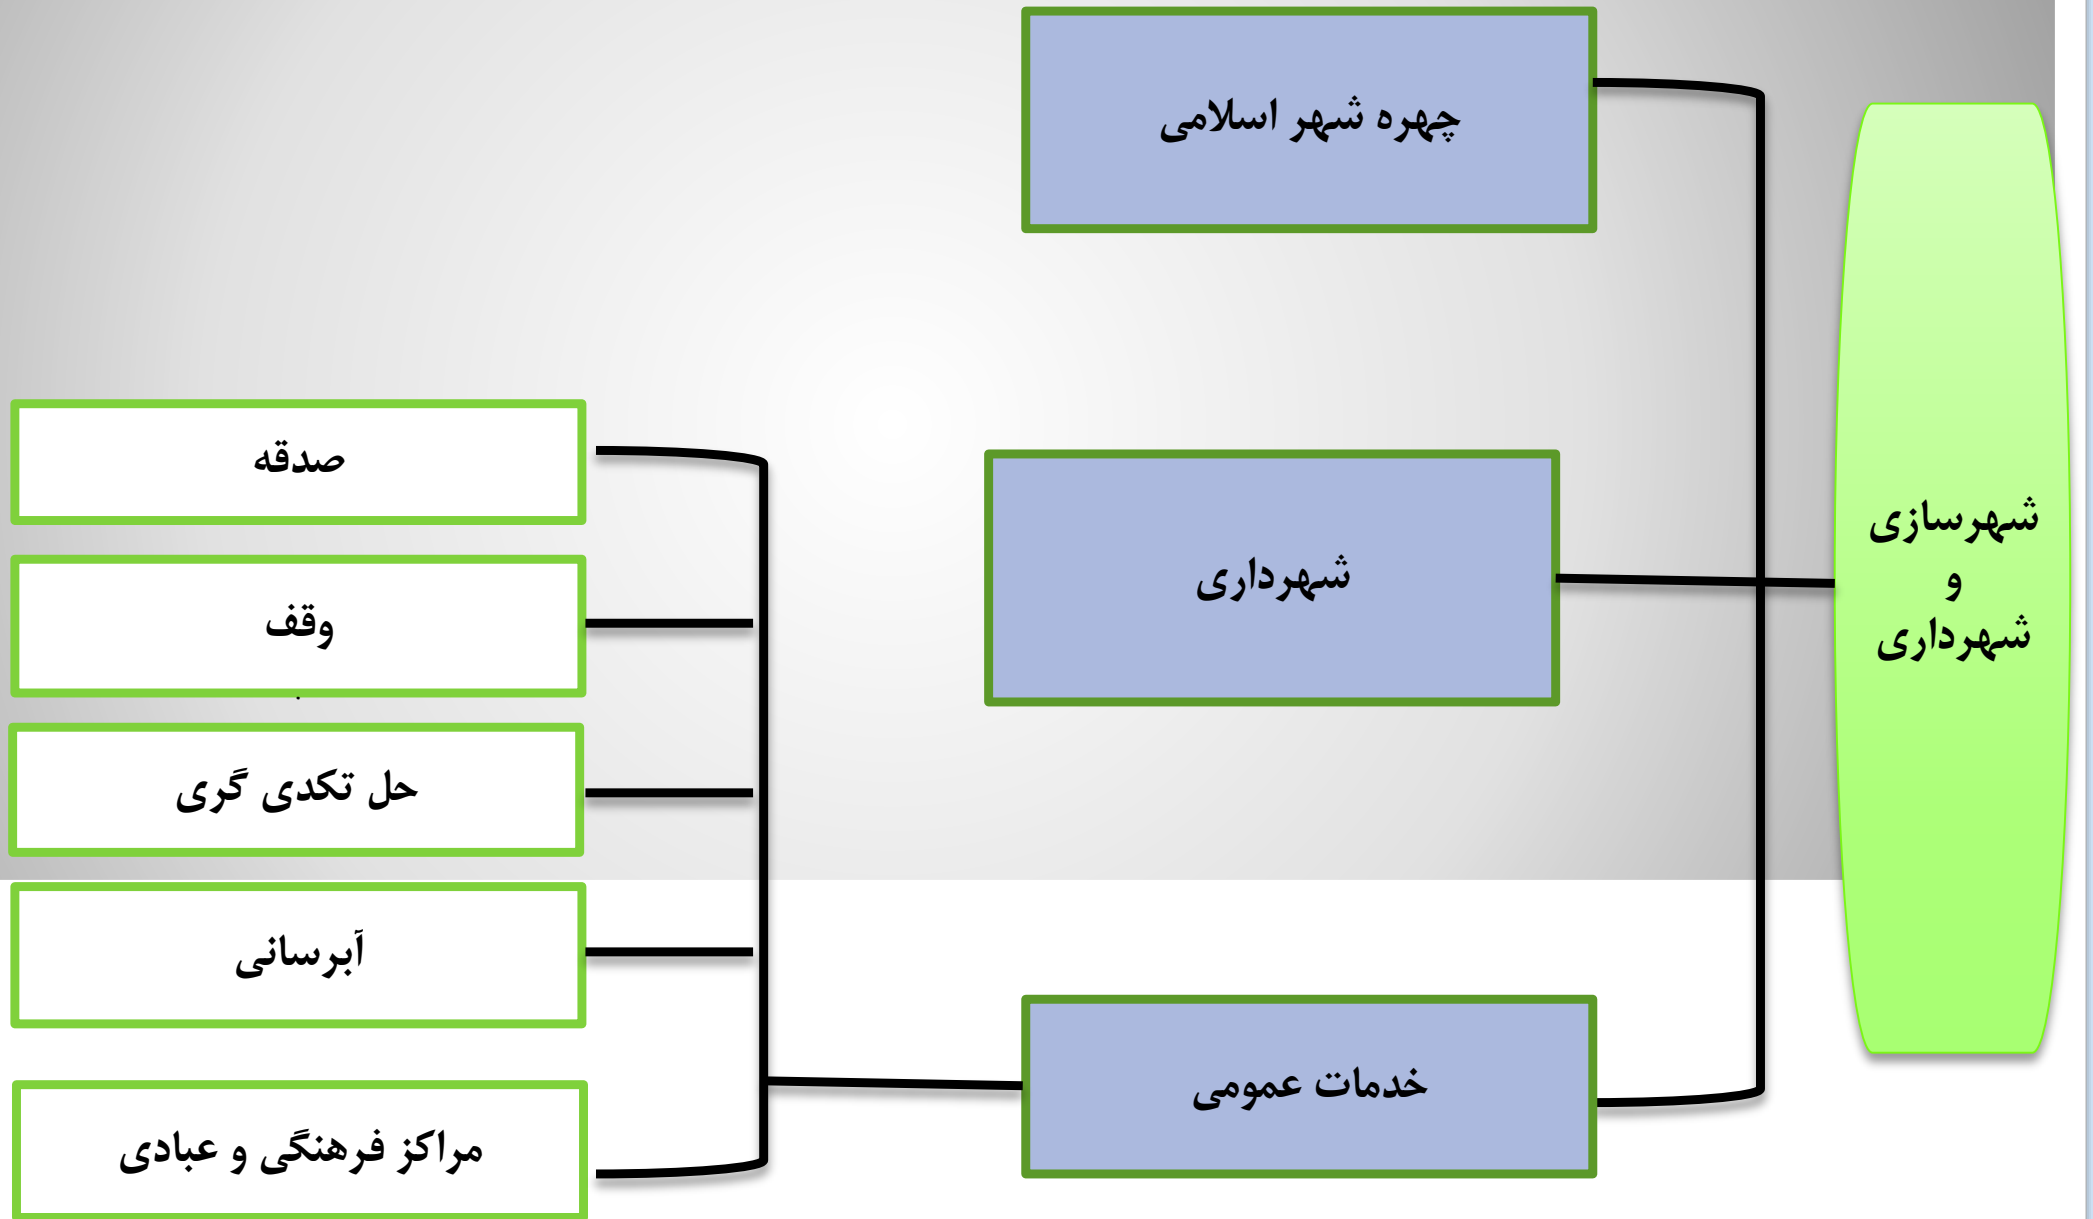 شهرسازی
و
شهرداری
چهره شهر اسلامی
شهرداری
خدمات عمومی
صدقه
وقف
حل تکدی گری
آبرسانی
مراکز فرهنگی و عبادی